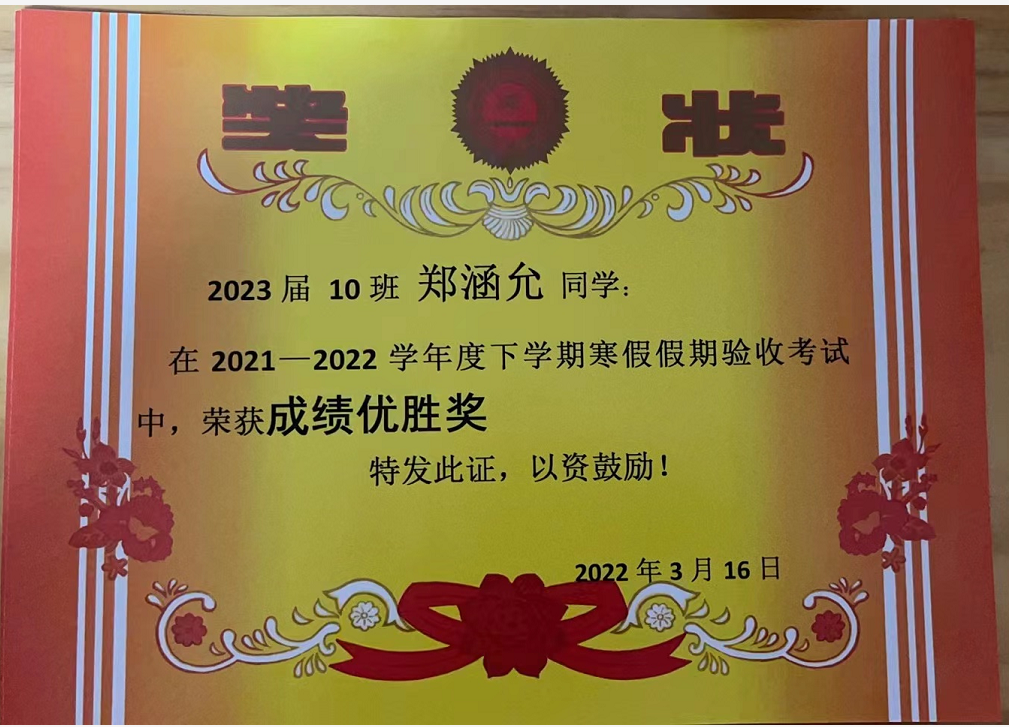 奖 状
2023 届 10 班 郑涵允 同学：
在 2021—2022 学年度下学期寒假假期验收考试
中，荣获成绩优胜奖
特发此证，以资鼓励！
2022 年 3 月 16 日